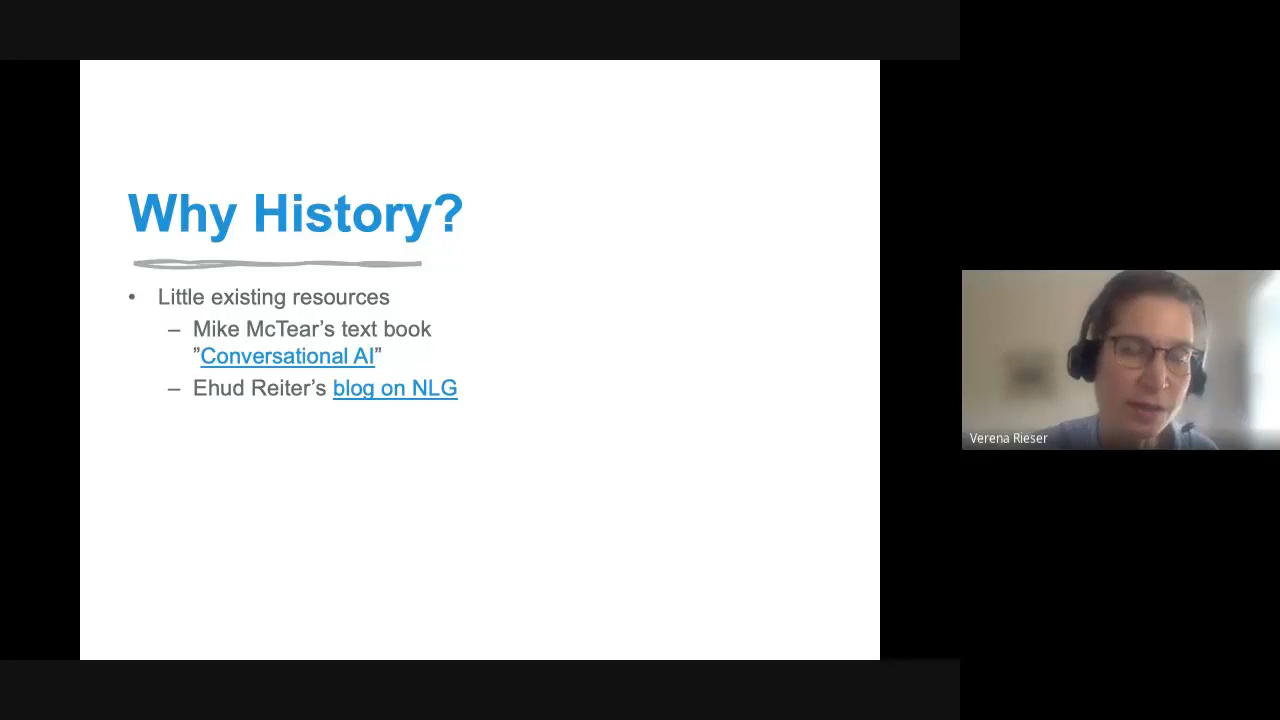 Why History?
• Little existing resources
– Mike McTear’s text book
”Conversational AI”
– Ehud Reiter’s blog on NLG
Verena Rieser